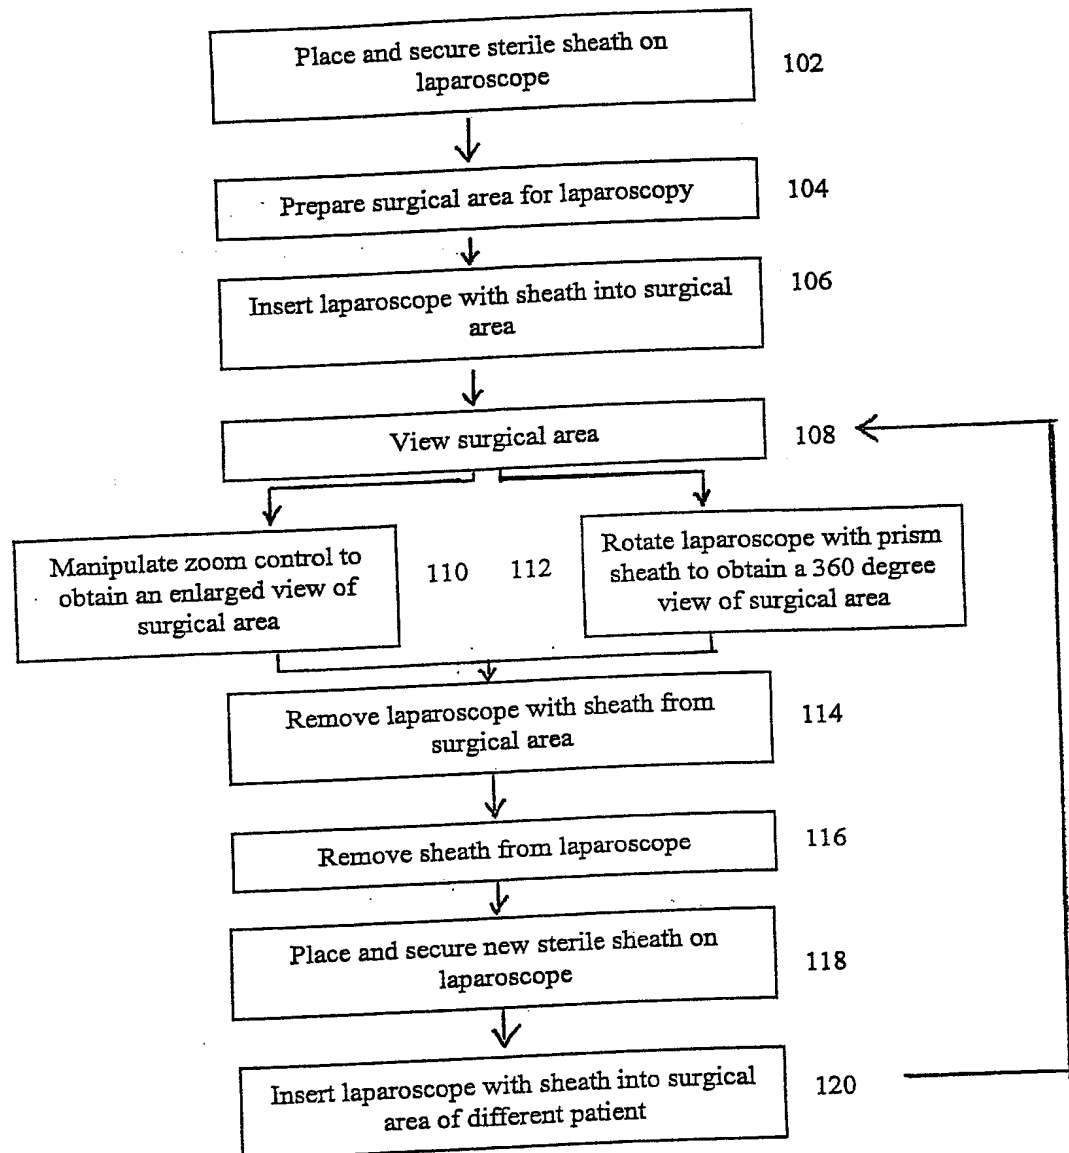 Place and secure sterile sheath on
laparoscope
102
Prepare surgical area for laparoscopy
104
Insert laparoscope with sheath into surgical
area
106
View surgical area
108
Manipulate zoom control to
obtain an enlarged view of
surgical area
110
112
Rotate laparoscope with prism
sheath to obtain a 360 degree
view of surgical area
Remove laparoscope with sheath from
surgical area
114
Remove sheath from laparoscope
116
Place and secure new sterile sheath on
laparoscope
118
Insert laparoscope with sheath into surgical
area of different patient
120